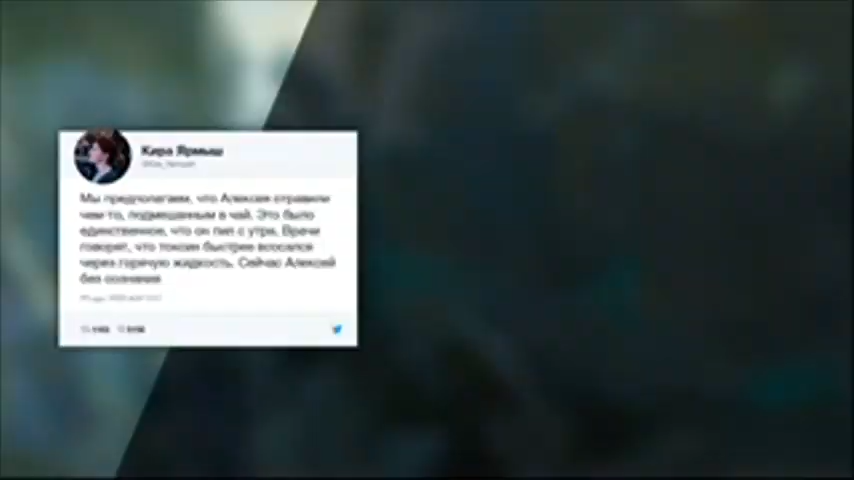 Кира Ярмыш
Мы предполагаем, что Алексея отравили
чем-то, подмешанным в чай. Это было
единственное, что он пил с утра. Врачи
говорят, что токсин быстрее всосался
через горячую жидкость. Сейчас Алексей
без сознания